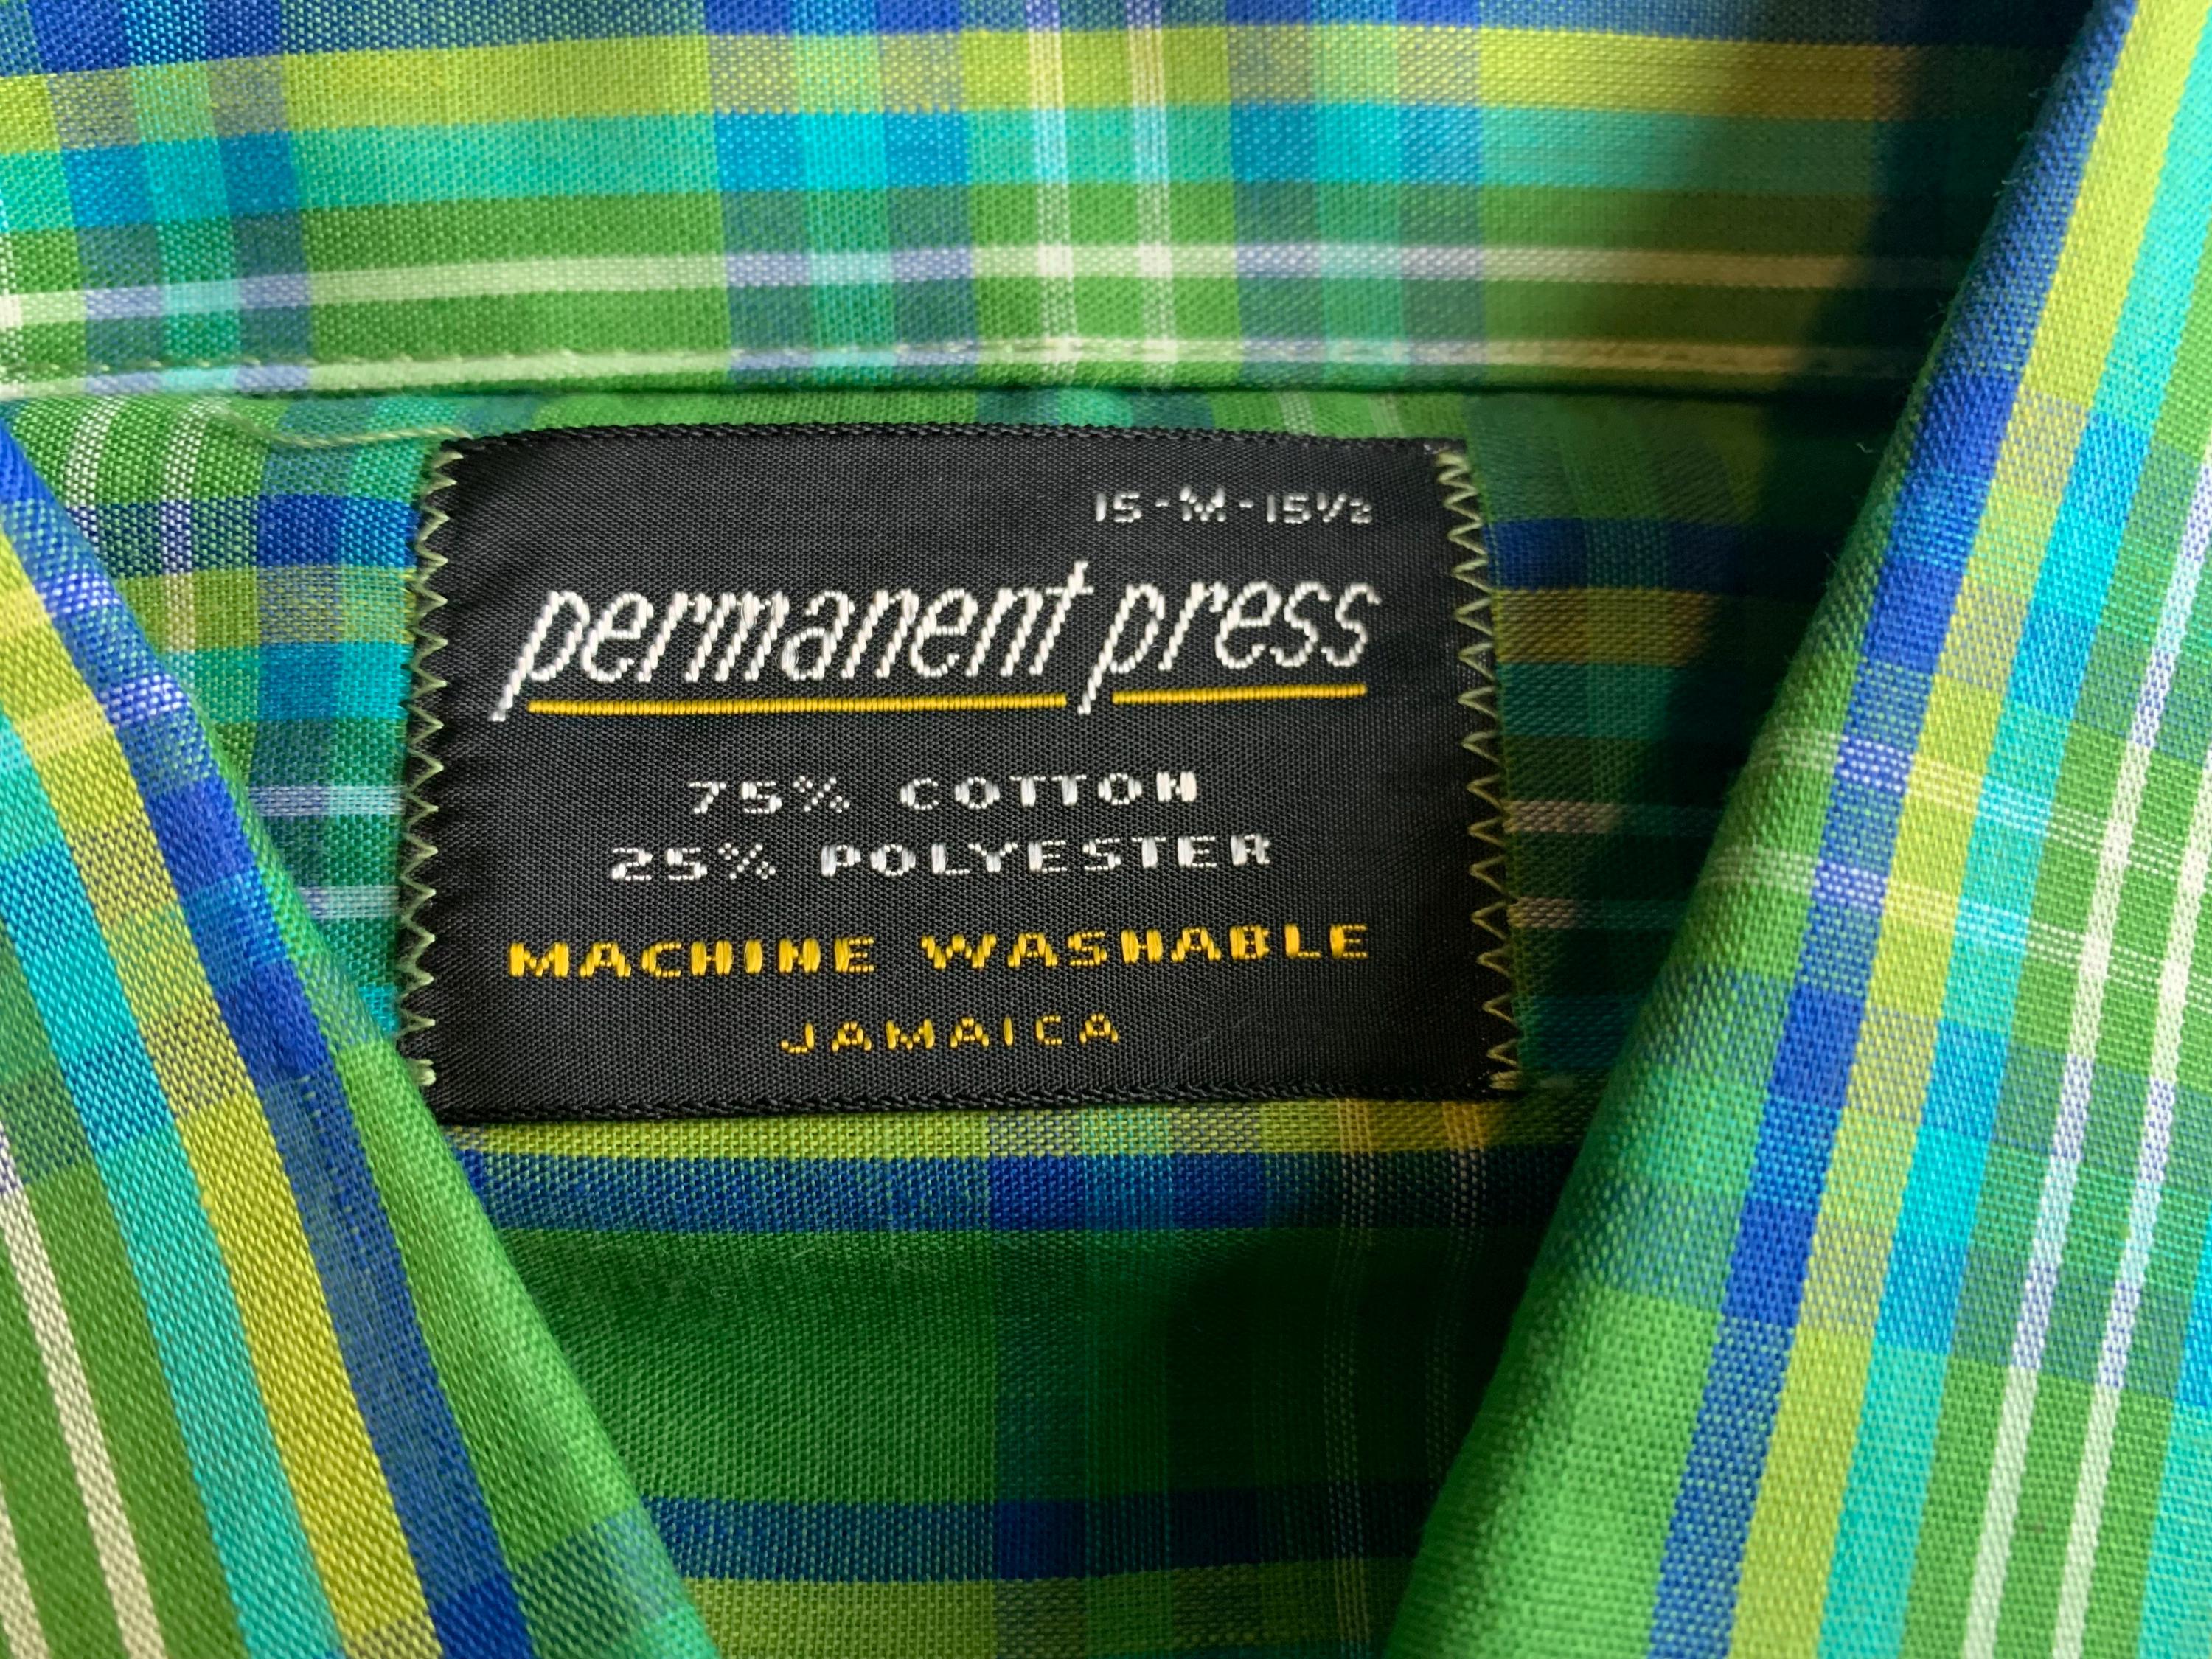 15-M-15½
permanent press
75% COTTON
25% POLYESTER
MACHINE WASHABLE
JAMAICA